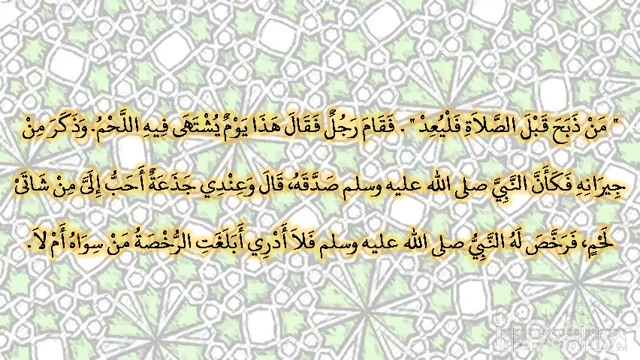 " مَنْ ذَبَحَ قَبْلَ الصَّلاَةِ فَلْيُعِدْ " . فَقَامَ رَجُلٌ فَقَالَ هَذَا يَوْمٌ يُشْتَهَى فِيهِ اللَّحْمُ. وَذَكَرَ مِنْ
جِيرَانِهِ فَكَأَنَّ النَّبِيَّ صلى الله عليه وسلم صَدَّقَهُ، قَالَ وَعِنْدِي جَذَعَةٌ أَحَبُّ إِلَىَّ مِنْ شَاتَىْ
لَحْمٍ، فَرَخَّصَ لَهُ النَّبِيُّ صلى الله عليه وسلم فَلاَ أَدْرِي أَبَلَغَتِ الرُّخْصَةُ مَنْ سِوَاهُ أَمْ لاَ.